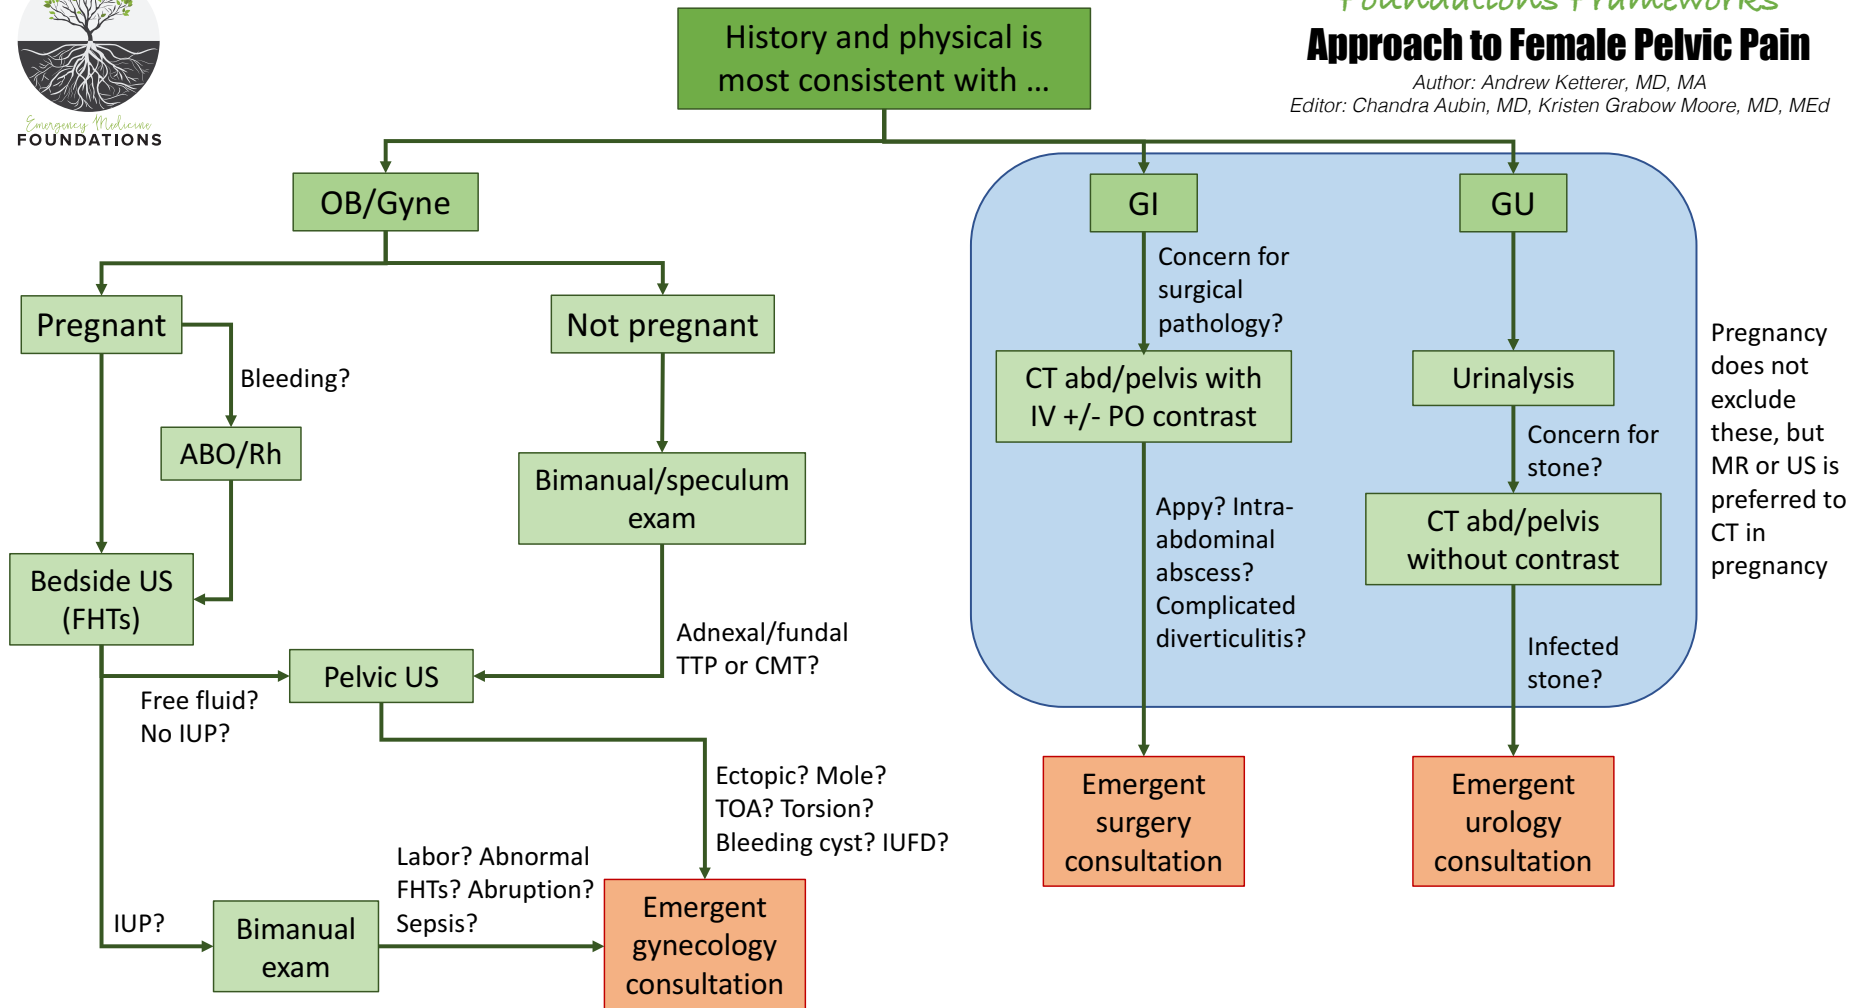 Foundations Frameworks
Approach to Female Pelvic Pain
Author: Andrew Ketterer, MD, MA
Editor: Chandra Aubin, MD, Kristen Grabow Moore, MD, MEd
Emergency Medicine
FOUNDATIONS
History and physical is
most consistent with ...
OB/Gyne
GI
GU
Pregnant
Not pregnant
Bleeding?
ABO/Rh
Bedside US
(FHTs)
Bimanual/speculum
exam
Adnexal/fundal
TTP or CMT?
Free fluid?
No IUP?
Pelvic US
Ectopic? Mole?
TOA? Torsion?
Bleeding cyst? IUFD?
IUP?
Bimanual
exam
Labor? Abnormal
FHTs? Abruption?
Sepsis?
Emergent
gynecology
consultation
Concern for
surgical
pathology?
CT abd/pelvis with
IV +/- PO contrast
Appy? Intra-
abdominal
abscess?
Complicated
diverticulitis?
Emergent
surgery
consultation
Urinalysis
Concern for
stone?
CT abd/pelvis
without contrast
Infected
stone?
Emergent
urology
consultation
Pregnancy
does not
exclude
these, but
MR or US is
preferred to
CT in
pregnancy